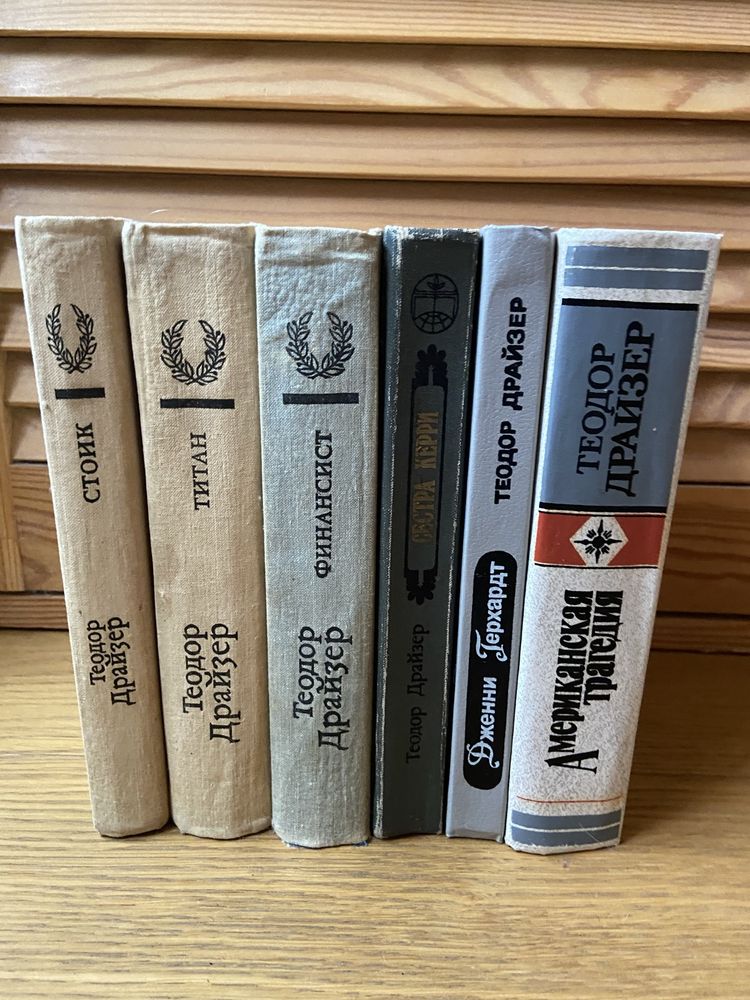 СТОИК
Теодор
Драйзер
ТИТАН
Теодор
Драйзер
ФИНАНСИСТ
Теодор
Драйзер
СЕСТРА КЕРРИ
Теодор Драйзер
ТЕОДОР ДРАЙЗЕР
Дженни Герхардт
ТЕОДОР
ДРАЙЗЕР
Американская
трагедия